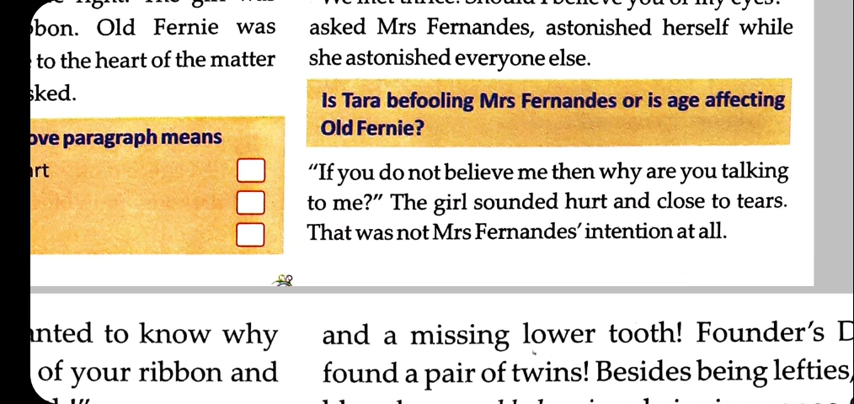 bon. Old Fernie was
to the heart of the matter
sked.
ove paragraph means
rt
asked Mrs Fernandes, astonished herself while
she astonished everyone else.
Is Tara befooling Mrs Fernandes or is age affecting
Old Fernie?
"If you do not believe me then why are you talking
to me?" The girl sounded hurt and close to tears.
That was not Mrs Fernandes' intention at all.
anted to know why
of your ribbon and
and a missing lower tooth! Founder's D
found a pair of twins! Besides being lefties,